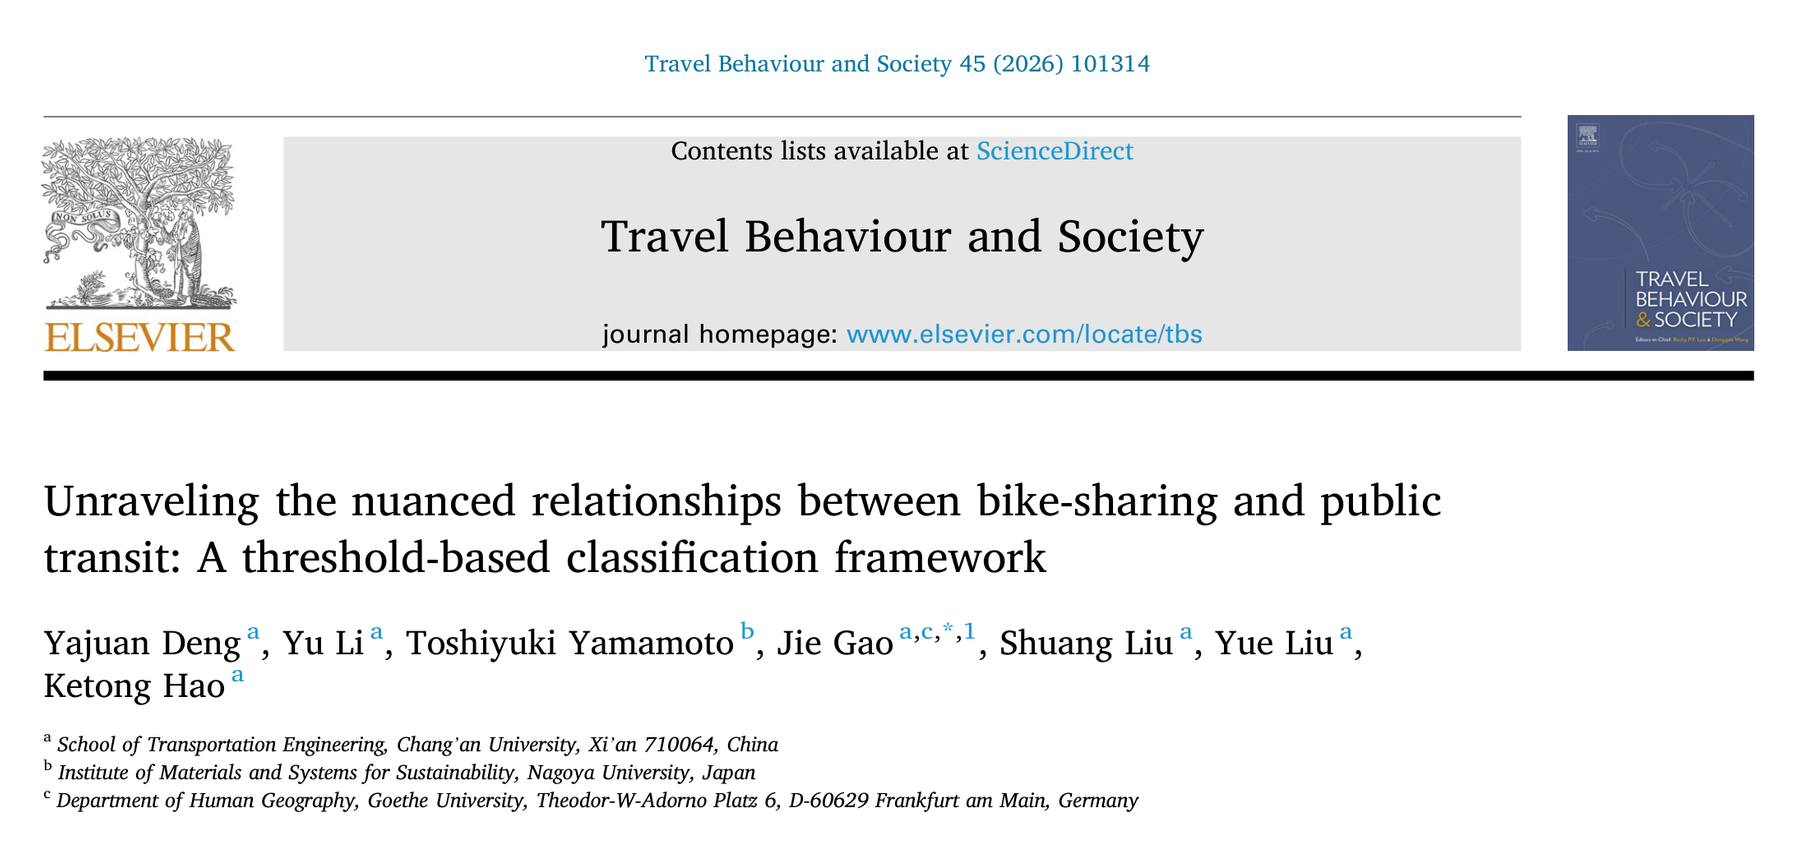 Travel Behaviour and Society 45 (2026) 101314
Contents lists available at ScienceDirect
Travel Behaviour and Society
journal homepage: www.elsevier.com/locate/tbs
NON SOLUS
ELSEVIER
TRAVEL
BEHAVIOUR
& SOCIETY
Editors-in-Chief:
Unraveling the nuanced relationships between bike-sharing and public
transit: A threshold-based classification framework
Yajuan Deng a, Yu Li a, Toshiyuki Yamamoto b, Jie Gao a,c,*,1, Shuang Liu a, Yue Liu a,
Ketong Hao a
a School of Transportation Engineering, Chang’an University, Xi’an 710064, China
b Institute of Materials and Systems for Sustainability, Nagoya University, Japan
c Department of Human Geography, Goethe University, Theodor-W-Adorno Platz 6, D-60629 Frankfurt am Main, Germany